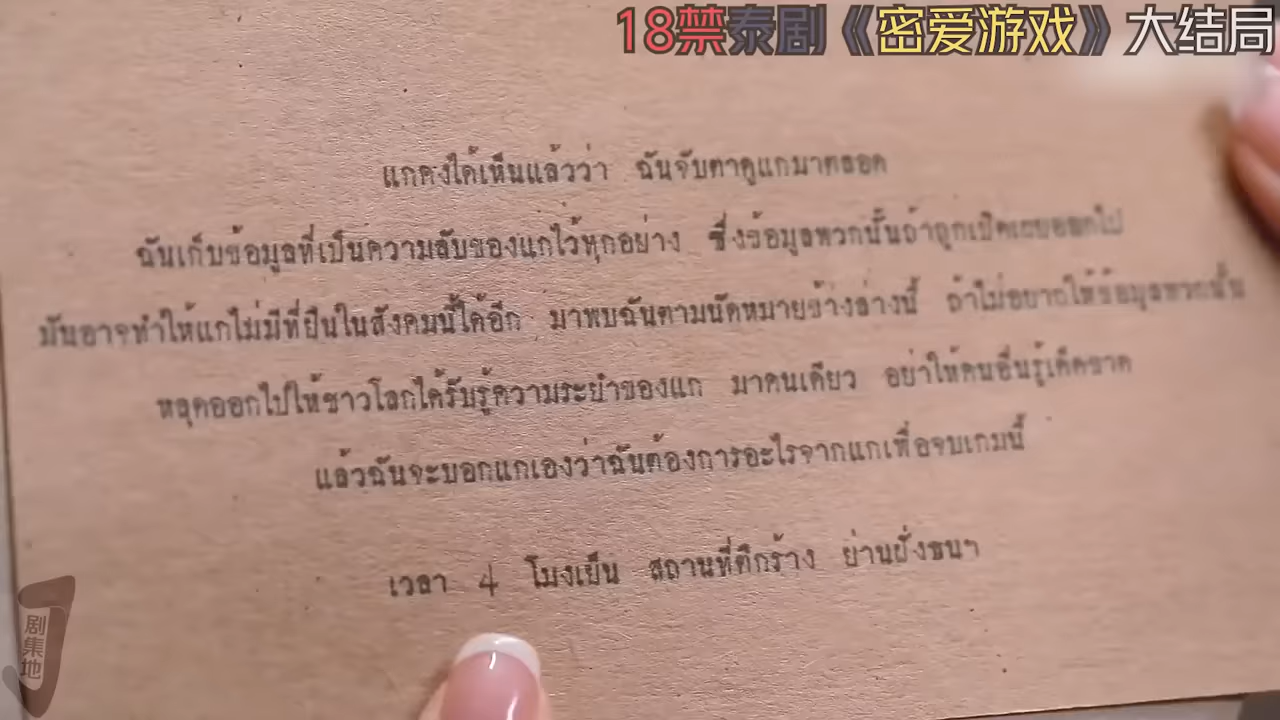 18禁泰剧《密爱游戏》大结局
แกคงได้เห็นแล้วว่า ฉันจับตาดูแกมาตลอด
ฉันเก็บข้อมูลที่เป็นความลับของแกไว้ทุกอย่าง ซึ่งข้อมูลพวกนั้นถ้าถูกเปิดเผยออกไป
มันอาจทำให้แกไม่มีที่ยืนในสังคมนี้ได้อีก มาพบฉันตามนัดหมายข้างล่างนี้ ถ้าไม่อยากให้ข้อมูลพวกนั้น
หลุดออกไปให้ชาวโลกได้รับรู้ความระยำของแก มาคนเดียว อย่าให้คนอื่นรู้เด็ดขาด
แล้วฉันจะบอกแกเองว่าฉันต้องการอะไรจากแกเพื่อจบเกมนี้
เวลา 4 โมงเย็น สถานที่ตึกร้าง ย่านฝั่งธนฯ
剧集地